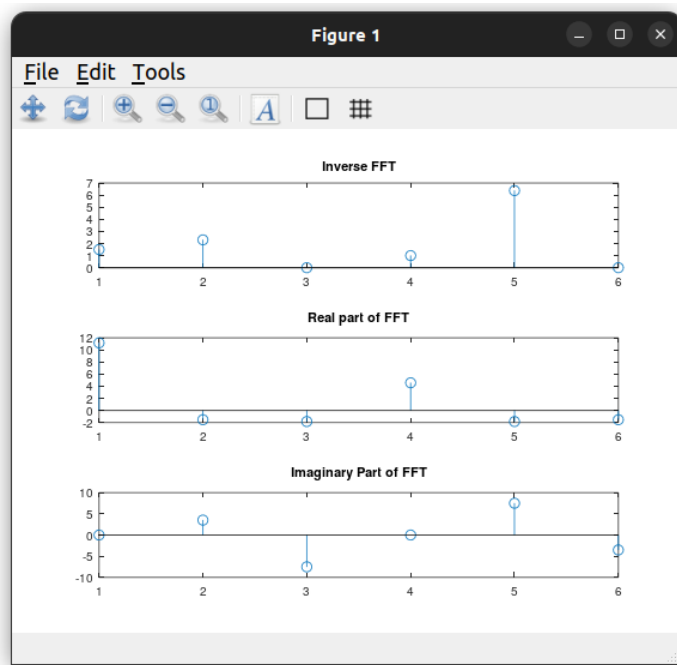 Figure 1
File Edit Tools
A
Inverse FFT
7
6
5
4
3
2
1
0
1 2 3 4 5 6
Real part of FFT
12
10
8
6
4
2
0
-2
1 2 3 4 5 6
Imaginary Part of FFT
10
5
0
-5
-10
1 2 3 4 5 6